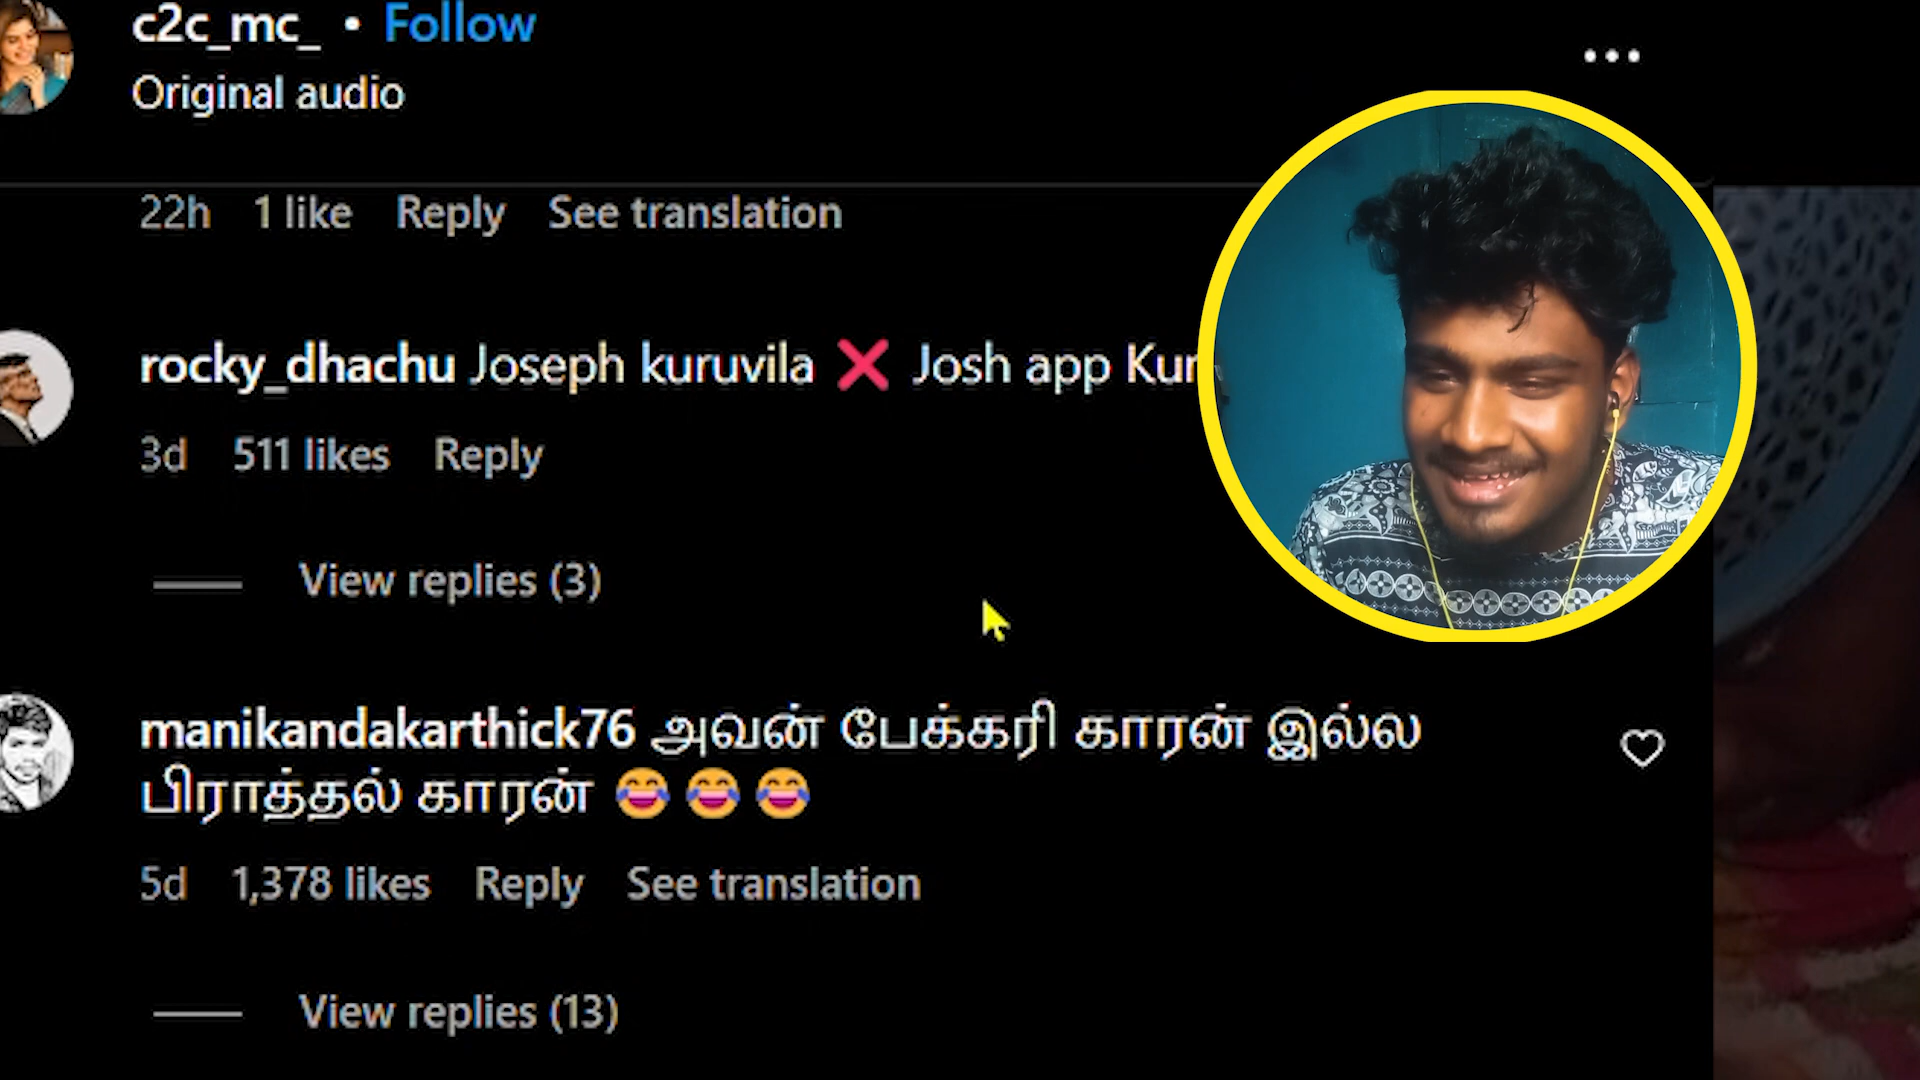 c2c_mc_ • Follow
Original audio
22h 1 like Reply See translation
rocky_dhachu Joseph kuruvila ❌ Josh app
3d 511 likes Reply
View replies (3)
manikandakarthick76 அவன் பேக்கரி காரன் இல்ல
பிராத்தல் காரன் 😂 😂 😂
5d 1,378 likes Reply See translation
View replies (13)